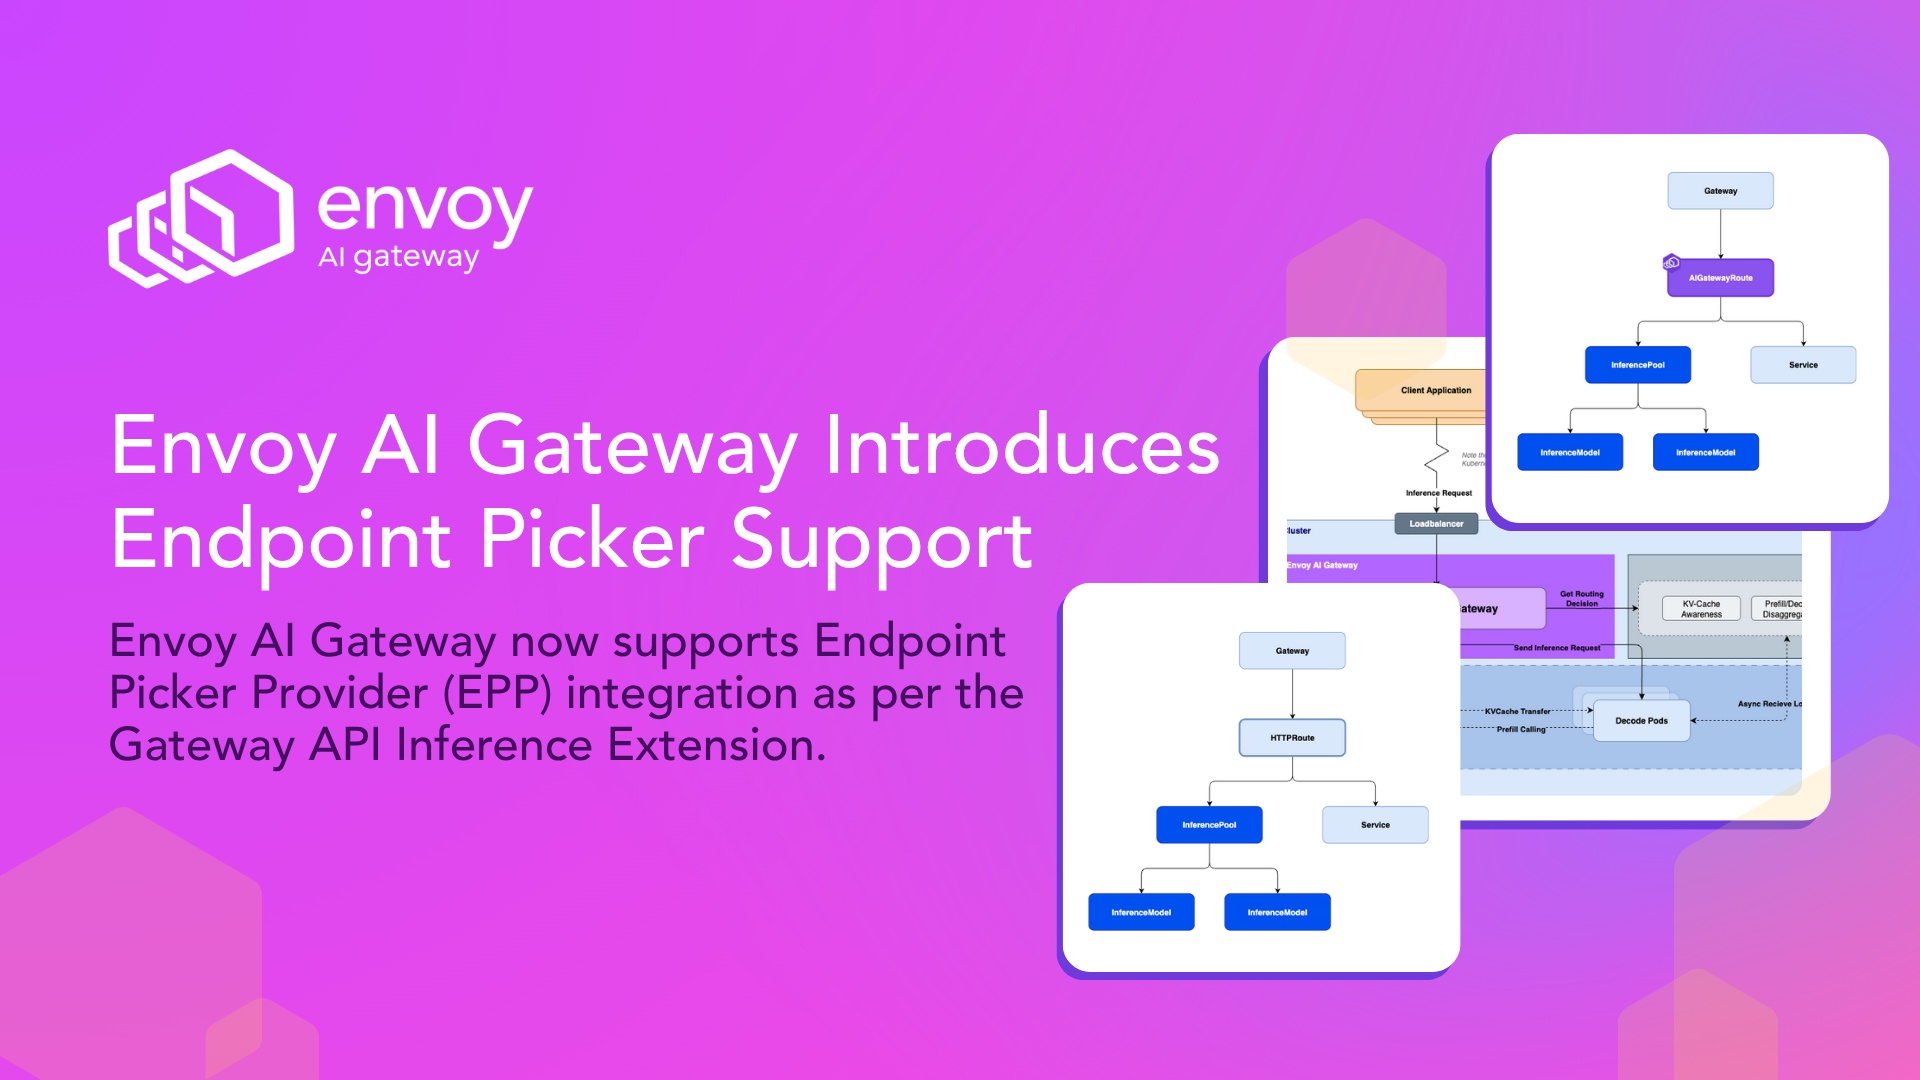 envoy
AI gateway
Envoy AI Gateway Introduces
Endpoint Picker Support
Envoy AI Gateway now supports Endpoint
Picker Provider (EPP) integration as per the
Gateway API Inference Extension.
Gateway
AIGatewayRoute
InferencePool
Service
InferenceModel
InferenceModel
Client Application
Note
Inference Request
Loadbalancer
Envoy AI Gateway
Get Routing
Decision
KV-Cache
Awareness
Send Inference Request
KVCache Transfer
Prefill Calling
Decode Pods
Async Recieve
Gateway
HTTPRoute
InferencePool
Service
InferenceModel
InferenceModel